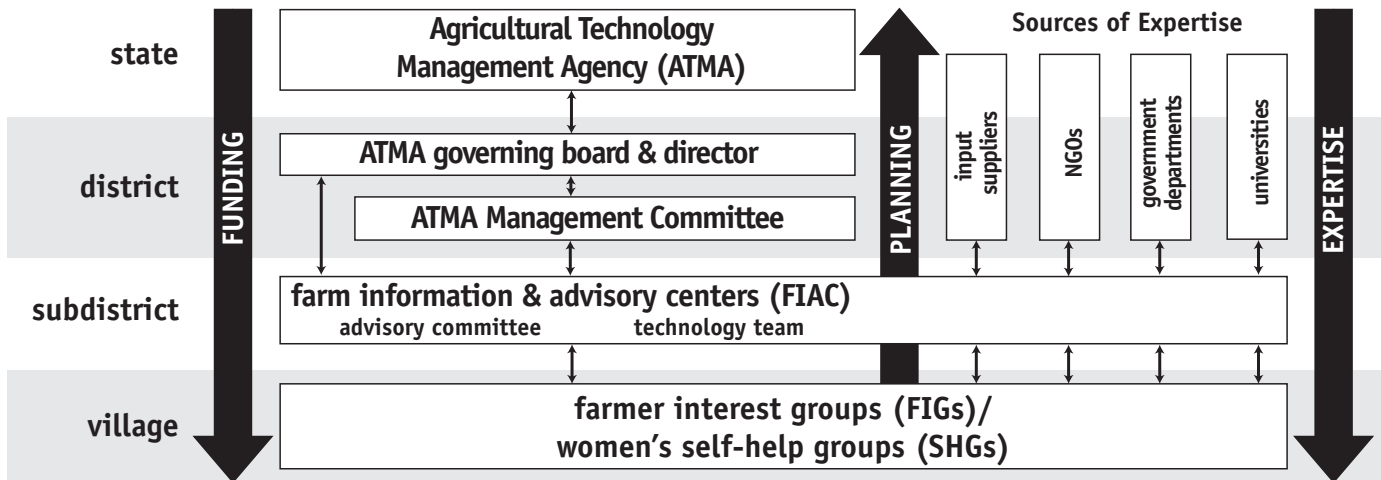 state
Agricultural Technology
Management Agency (ATMA)
Sources of Expertise
FUNDING
PLANNING
EXPERTISE
input
suppliers
NGOs
government
departments
universities
district
ATMA governing board & director
ATMA Management Committee
subdistrict
farm information & advisory centers (FIAC)
advisory committee technology team
village
farmer interest groups (FIGs)/
women’s self-help groups (SHGs)